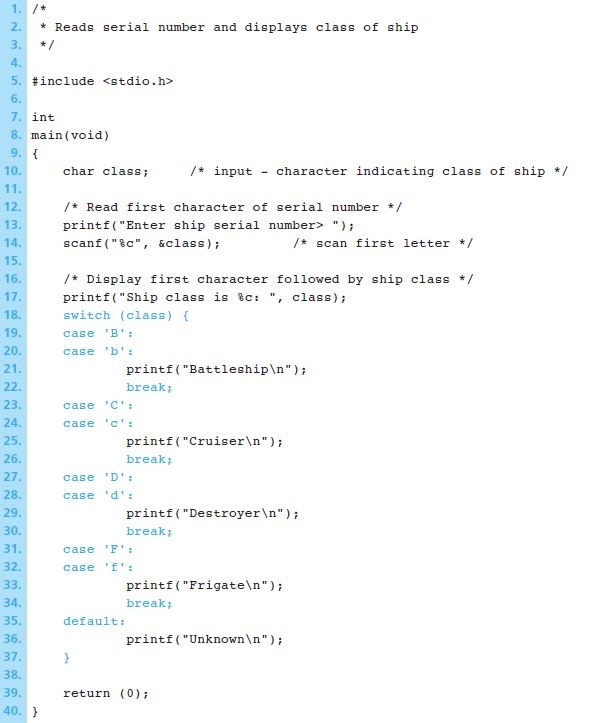 1. /*
2.  * Reads serial number and displays class of ship
3.  */
4.
5. #include <stdio.h>
6.
7. int
8. main(void)
9. {
10.     char class;     /* input - character indicating class of ship */
11.
12.     /* Read first character of serial number */
13.     printf("Enter ship serial number> ");
14.     scanf("%c", &class);         /* scan first letter */
15.
16.     /* Display first character followed by ship class */
17.     printf("Ship class is %c: ", class);
18.     switch (class) {
19.     case 'B':
20.     case 'b':
21.             printf("Battleship\n");
22.             break;
23.     case 'C':
24.     case 'c':
25.             printf("Cruiser\n");
26.             break;
27.     case 'D':
28.     case 'd':
29.             printf("Destroyer\n");
30.             break;
31.     case 'F':
32.     case 'f':
33.             printf("Frigate\n");
34.             break;
35.     default:
36.             printf("Unknown\n");
37.     }
38.
39.     return (0);
40. }